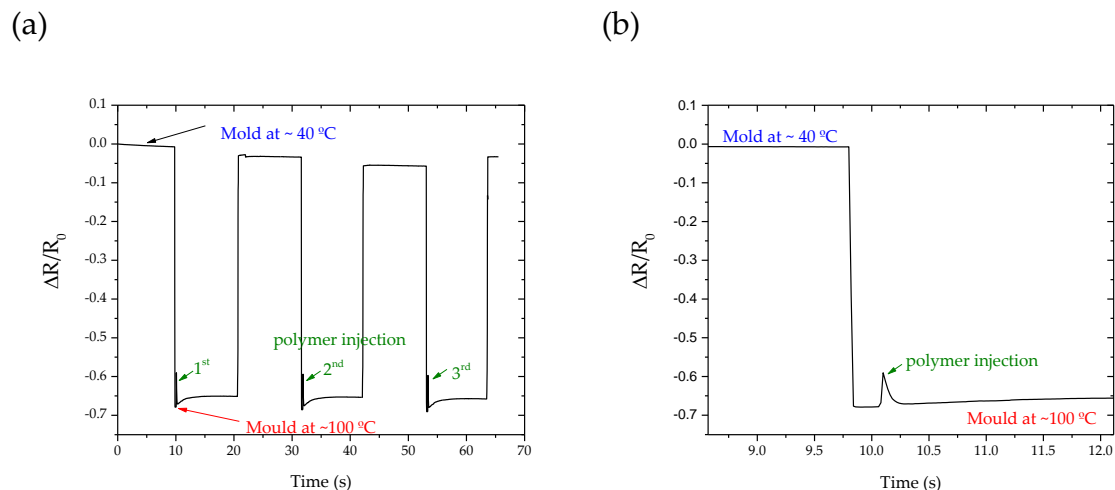 (a)
(b)
0.1
0.0
-0.1
-0.2
-0.3
-0.4
-0.5
-0.6
-0.7
ΔR/R0
Mold at ~ 40 ºC
polymer injection
1st
2nd
3rd
Mould at ~100 ºC
0
10
20
30
40
50
60
70
Time (s)
0.1
0.0
-0.1
-0.2
-0.3
-0.4
-0.5
-0.6
-0.7
ΔR/R0
Mold at ~ 40 ºC
polymer injection
Mould at ~100 ºC
9.0
9.5
10.0
10.5
11.0
11.5
12.0
Time (s)